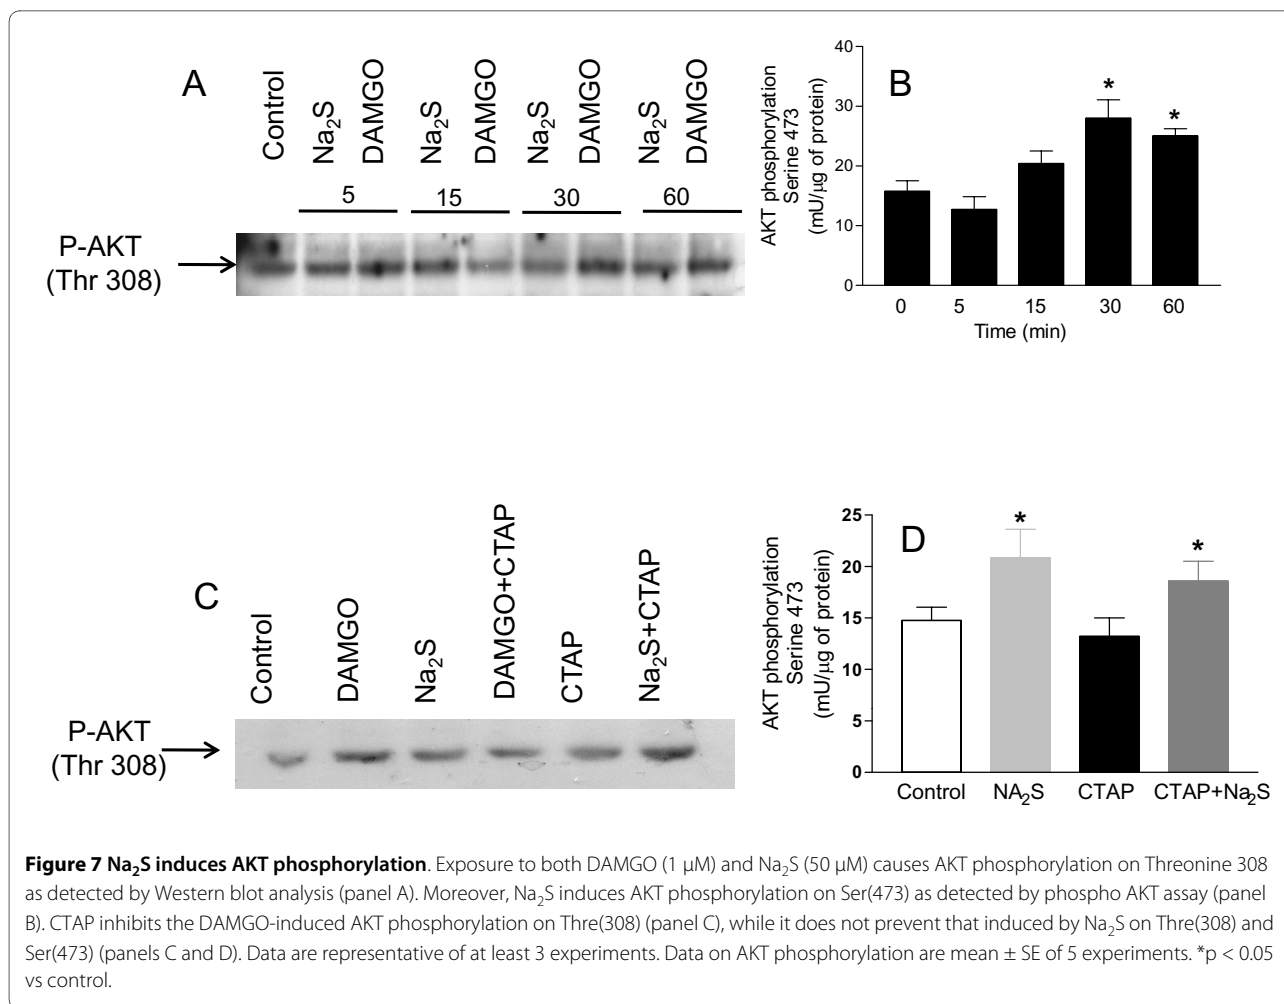 A
Control
Na₂S
DAMGO
Na₂S
DAMGO
Na₂S
DAMGO
Na₂S
DAMGO
5
15
30
60
P-AKT
(Thr 308)
B
AKT phosphorylation
Serine 473
(mU/µg of protein)
40
30
20
10
0
*
*
0 5 15 30 60
Time (min)
C
Control
DAMGO
Na₂S
DAMGO+CTAP
CTAP
Na₂S+CTAP
P-AKT
(Thr 308)
D
AKT phosphorylation
Serine 473
(mU/µg of protein)
25
20
15
10
5
0
*
*
Control NA₂S CTAP CTAP+Na₂S
Figure 7 Na₂S induces AKT phosphorylation. Exposure to both DAMGO (1 µM) and Na₂S (50 µM) causes AKT phosphorylation on Threonine 308
as detected by Western blot analysis (panel A). Moreover, Na₂S induces AKT phosphorylation on Ser(473) as detected by phospho AKT assay (panel
B). CTAP inhibits the DAMGO-induced AKT phosphorylation on Thre(308) (panel C), while it does not prevent that induced by Na₂S on Thre(308) and
Ser(473) (panels C and D). Data are representative of at least 3 experiments. Data on AKT phosphorylation are mean ± SE of 5 experiments. *p < 0.05
vs control.